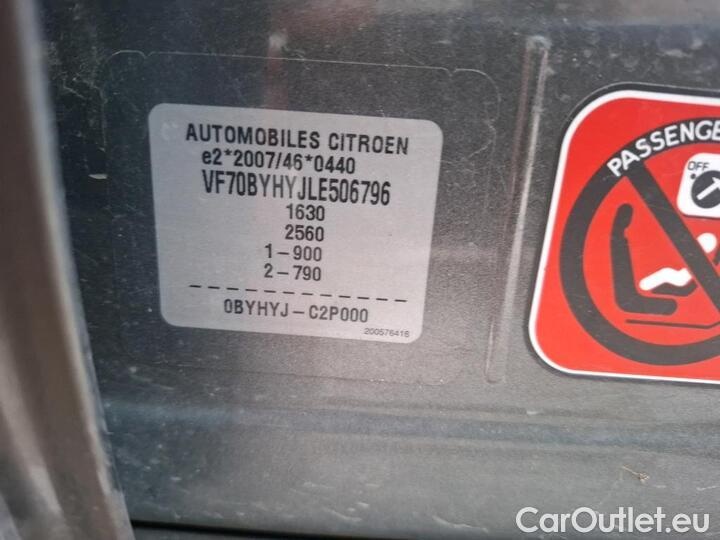 AUTOMOBILES CITROEN
e2*2007/46*0440
VF70BYHYJLE506796
1630
2560
1-900
2-790
0BYHYJ-C2P000
200576416
OFF
CarOutlet.eu